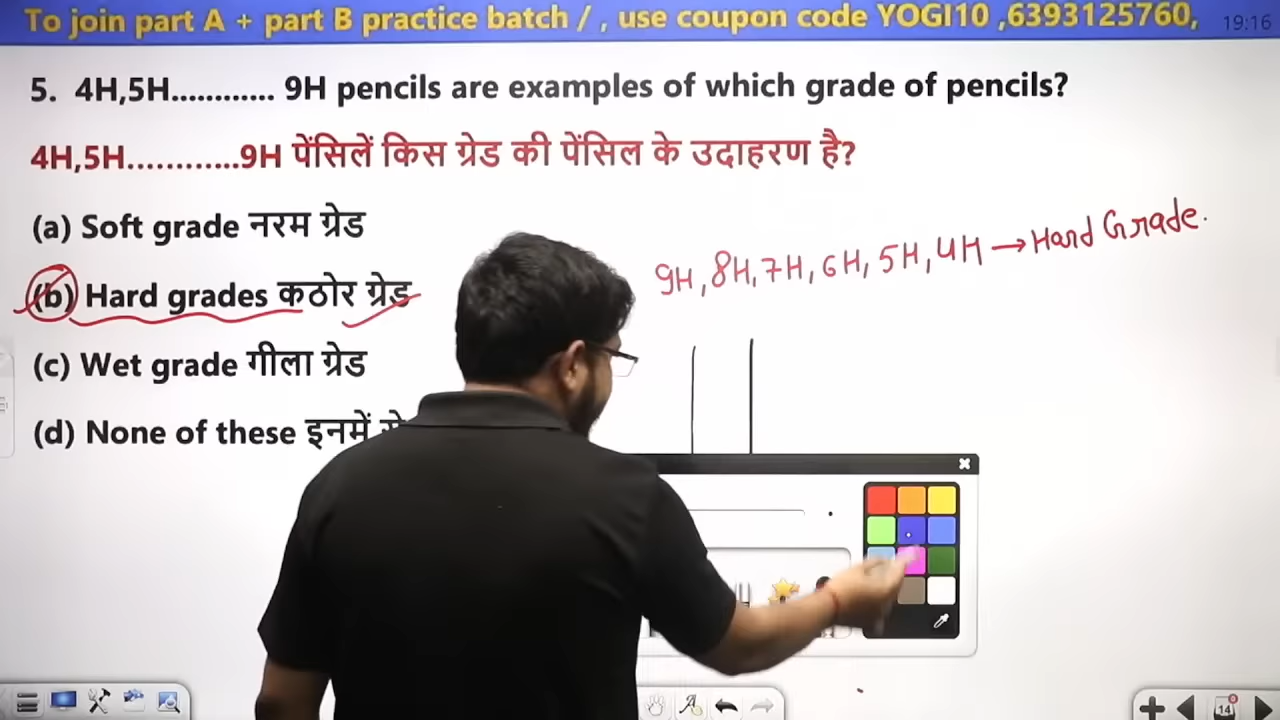 To join part A + part B practice batch / , use coupon code YOGI10 ,6393125760,
19:16
5. 4H,5H............ 9H pencils are examples of which grade of pencils?
4H,5H............9H पेंसिलें किस ग्रेड की पेंसिल के उदाहरण है?
(a) Soft grade नरम ग्रेड
9H, 8H, 7H, 6H, 5H, 4H → Hard Grade.
(b) Hard grades कठोर ग्रेड
(c) Wet grade गीला ग्रेड
(d) None of these इनमें
14